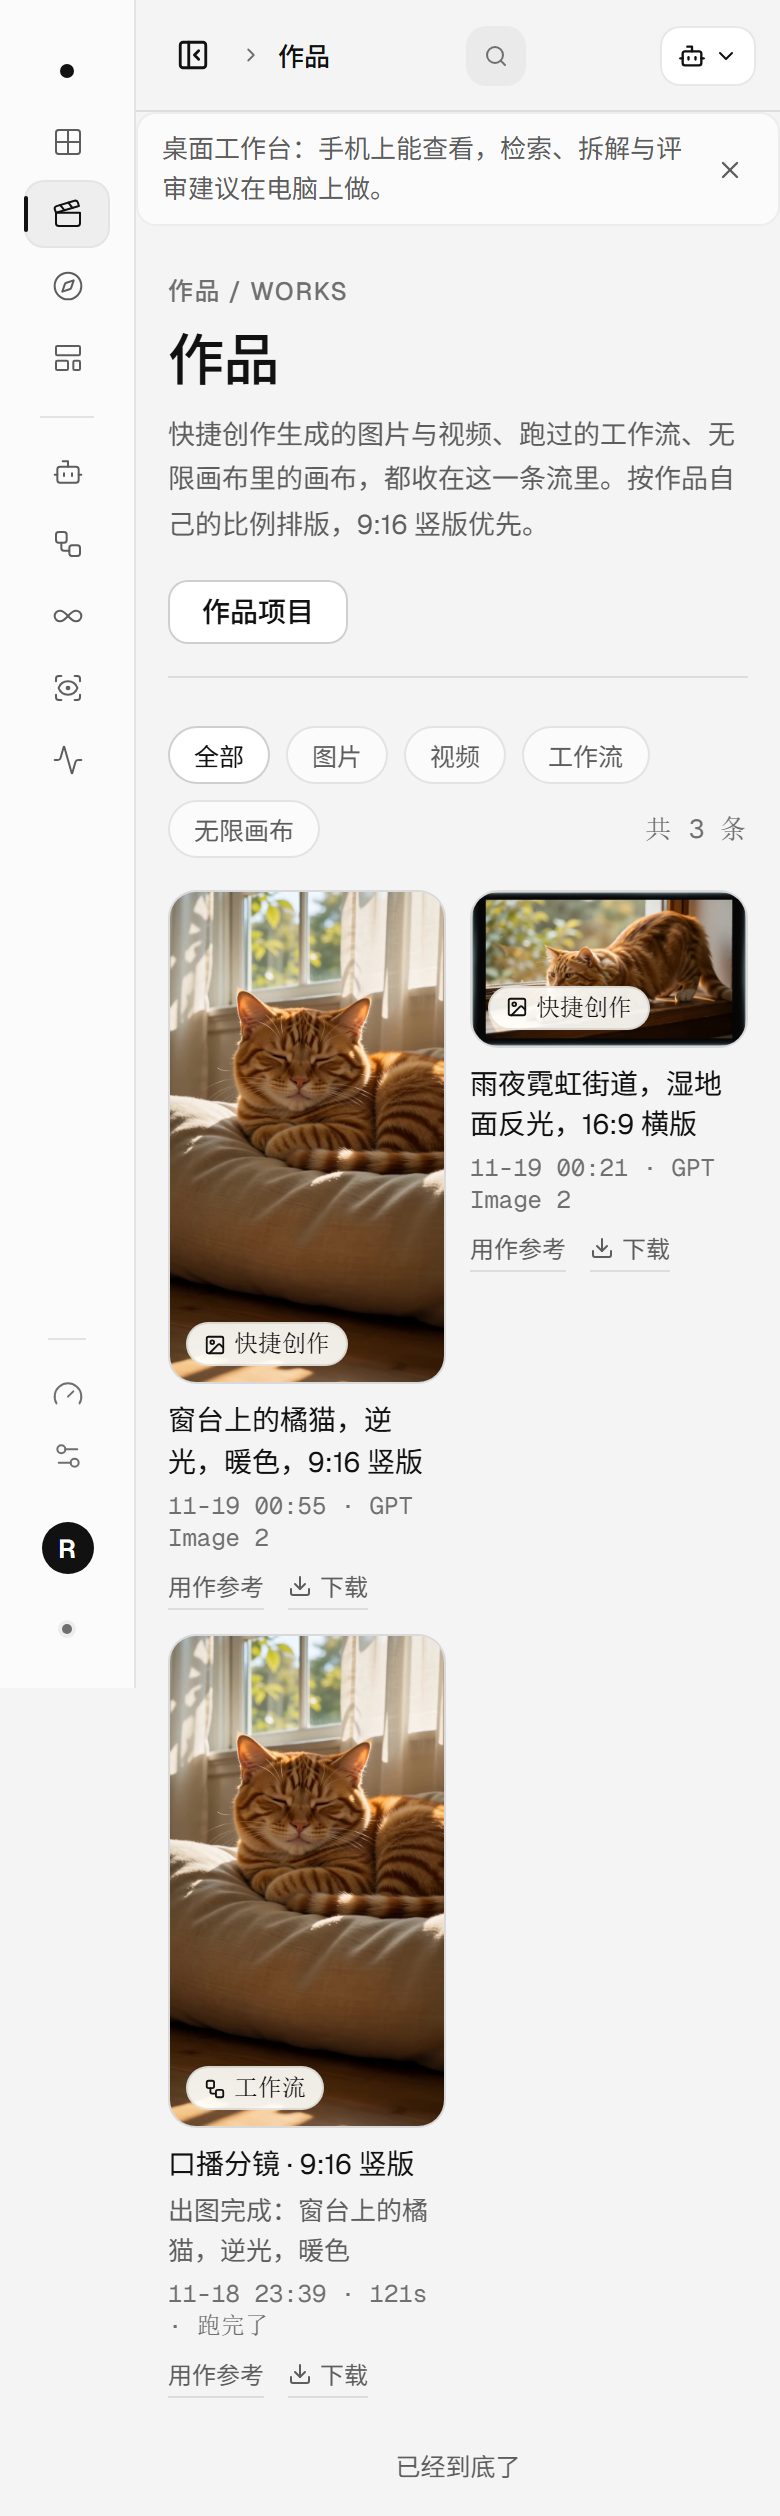 作品
桌面工作台：手机上能查看，检索、拆解与评
审建议在电脑上做。
作品 / WORKS
作品
快捷创作生成的图片与视频、跑过的工作流、无
限画布里的画布，都收在这一条流里。按作品自
己的比例排版，9:16 竖版优先。
作品项目
全部
图片
视频
工作流
无限画布
共 3 条
快捷创作
窗台上的橘猫，逆
光，暖色，9:16 竖版
11-19 00:55 · GPT
Image 2
用作参考
下载
快捷创作
雨夜霓虹街道，湿地
面反光，16:9 横版
11-19 00:21 · GPT
Image 2
用作参考
下载
工作流
口播分镜 · 9:16 竖版
出图完成：窗台上的橘
猫，逆光，暖色
11-18 23:39 · 121s
· 跑完了
用作参考
下载
R
已经到底了